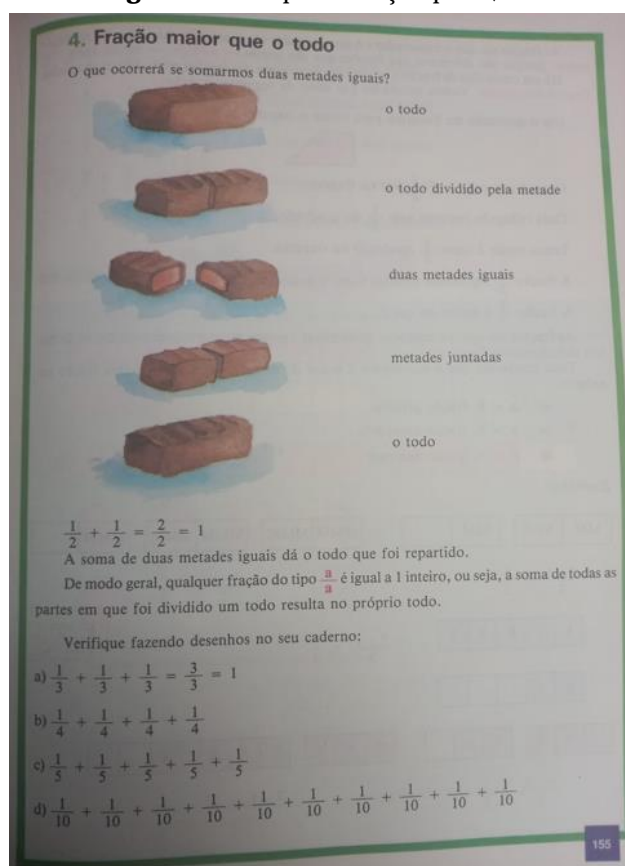 4. Fração maior que o todo
O que ocorrerá se somarmos duas metades iguais?
o todo
o todo dividido pela metade
duas metades iguais
metades juntadas
o todo
1/2 + 1/2 = 2/2 = 1
A soma de duas metades iguais dá o todo que foi repartido.
De modo geral, qualquer fração do tipo a/a é igual a 1 inteiro, ou seja, a soma de todas as
partes em que foi dividido um todo resulta no próprio todo.
Verifique fazendo desenhos no seu caderno:
a) 1/3 + 1/3 + 1/3 = 3/3 = 1
b) 1/4 + 1/4 + 1/4 + 1/4
c) 1/5 + 1/5 + 1/5 + 1/5 + 1/5
d) 1/10 + 1/10 + 1/10 + 1/10 + 1/10 + 1/10 + 1/10 + 1/10 + 1/10 + 1/10
155